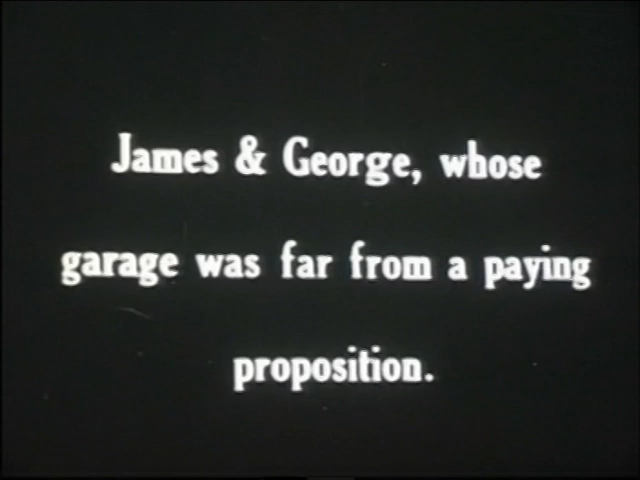 James & George, whose
garage was far from a paying
proposition.